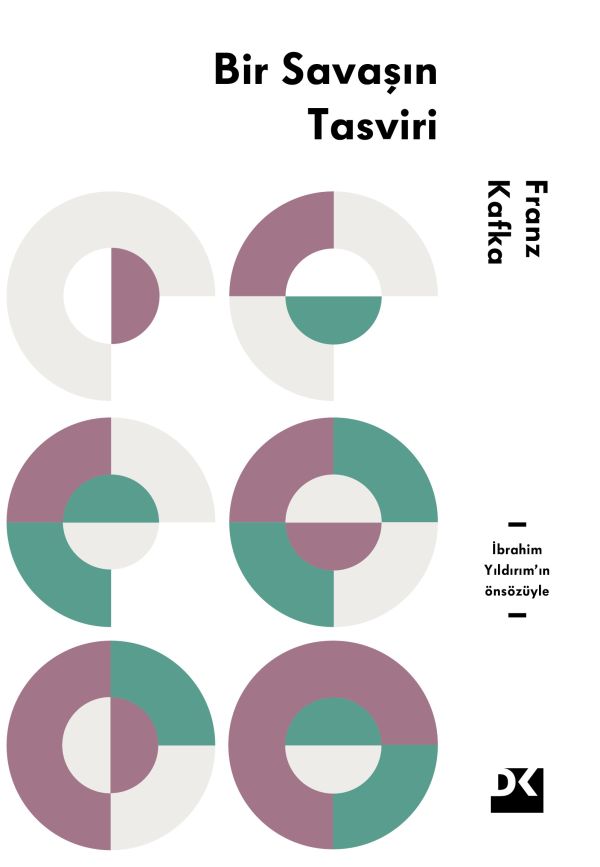 Bir Savaşın
Tasviri
Franz
Kafka
İbrahim
Yıldırım'ın
önsözüyle
DK